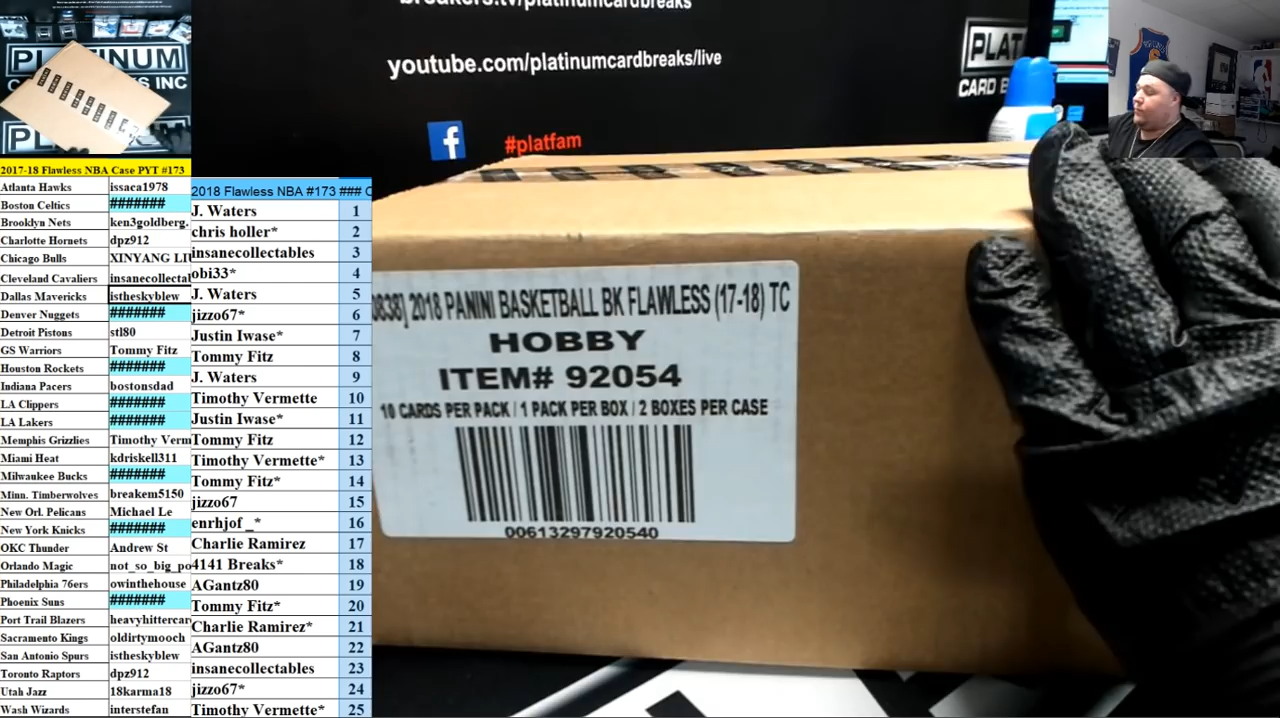 breakers.tv/platinumcardbreaks
youtube.com/platinumcardbreaks/live
#platfam
PLAT
CARD B
PLATINUM
INC
2017-18 Flawless NBA Case PYT #173
Atlanta Hawks issaca1978
Boston Celtics #######
Brooklyn Nets ken3goldberg.
Charlotte Hornets dpz912
Chicago Bulls XINYANG LIU
Cleveland Cavaliers insanecollectal
Dallas Mavericks istheskyblew
Denver Nuggets #######
Detroit Pistons stl80
GS Warriors Tommy Fitz
Houston Rockets #######
Indiana Pacers bostonsdad
LA Clippers #######
LA Lakers #######
Memphis Grizzlies Timothy Verm
Miami Heat kdriskell311
Milwaukee Bucks #######
Minn. Timberwolves breakem5150
New Orl. Pelicans Michael Le
New York Knicks #######
OKC Thunder Andrew St
Orlando Magic not_so_big_po
Philadelphia 76ers owinthehouse
Phoenix Suns #######
Port Trail Blazers heavyhittercar
Sacramento Kings oldirtymooch
San Antonio Spurs istheskyblew
Toronto Raptors dpz912
Utah Jazz 18karma18
Wash Wizards interstefan
2018 Flawless NBA #173 ### C
J. Waters 1
chris holler* 2
insanecollectables 3
obi33* 4
J. Waters 5
jizzo67* 6
Justin Iwase* 7
Tommy Fitz 8
J. Waters 9
Timothy Vermette 10
Justin Iwase* 11
Tommy Fitz 12
Timothy Vermette* 13
Tommy Fitz* 14
jizzo67 15
enrhjof _* 16
Charlie Ramirez 17
4141 Breaks* 18
AGantz80 19
Tommy Fitz* 20
Charlie Ramirez* 21
AGantz80 22
insanecollectables 23
jizzo67* 24
Timothy Vermette* 25
838] 2018 PANINI BASKETBALL BK FLAWLESS (17-18) TC
HOBBY
ITEM# 92054
10 CARDS PER PACK / 1 PACK PER BOX / 2 BOXES PER CASE
00613297920540